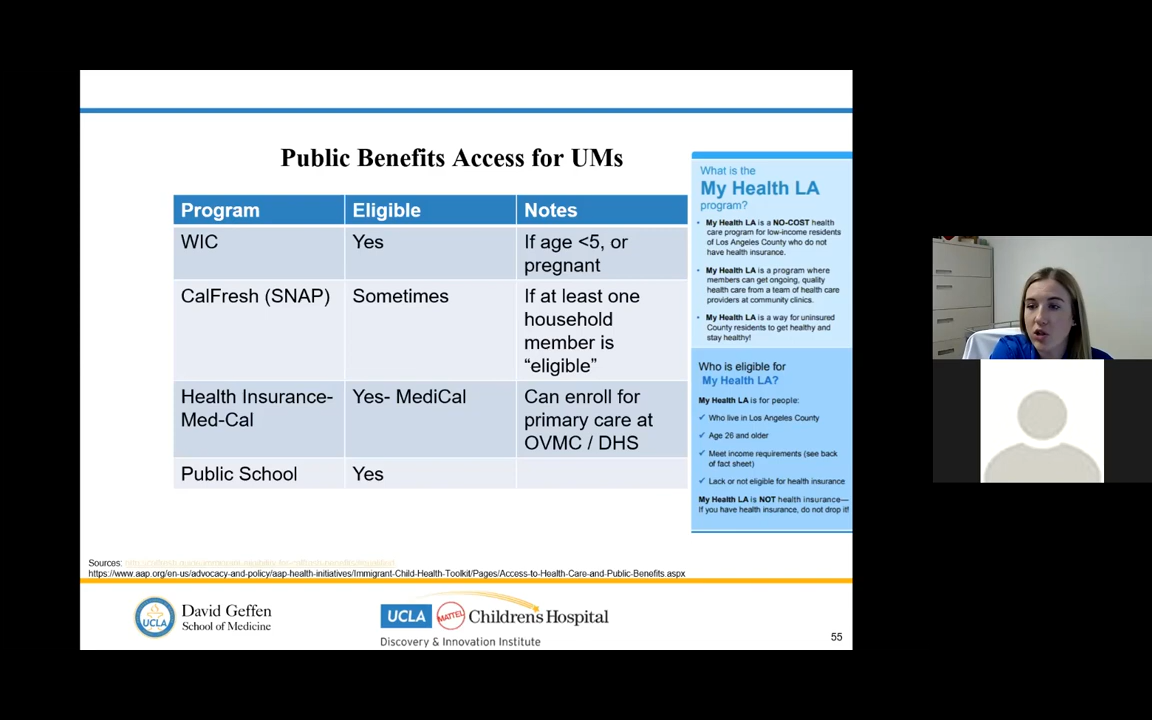 Public Benefits Access for UMs
Program Eligible Notes
WIC Yes If age <5, or
pregnant
CalFresh (SNAP) Sometimes If at least one
household
member is
“eligible”
Health Insurance- Yes- MediCal Can enroll for
Med-Cal primary care at
OVMC / DHS
Public School Yes
What is the
My Health LA
program?
• My Health LA is a NO-COST health
care program for low-income residents
of Los Angeles County who do not
have health insurance.
• My Health LA is a program where
members can get ongoing, quality
health care from a team of health care
providers at community clinics.
• My Health LA is a way for uninsured
County residents to get healthy and
stay healthy!
Who is eligible for
My Health LA?
My Health LA is for people:
✓ Who live in Los Angeles County
✓ Age 26 and older
✓ Meet income requirements (see back
of fact sheet)
✓ Lack or not eligible for health insurance
My Health LA is NOT health insurance—
If you have health insurance, do not drop it!
Sources:
https://www.aap.org/en-us/advocacy-and-policy/aap-health-initiatives/Immigrant-Child-Health-Toolkit/Pages/Access-to-Health-Care-and-Public-Benefits.aspx
UCLA
David Geffen
School of Medicine
UCLA MATTEL Children's Hospital
Discovery & Innovation Institute
55